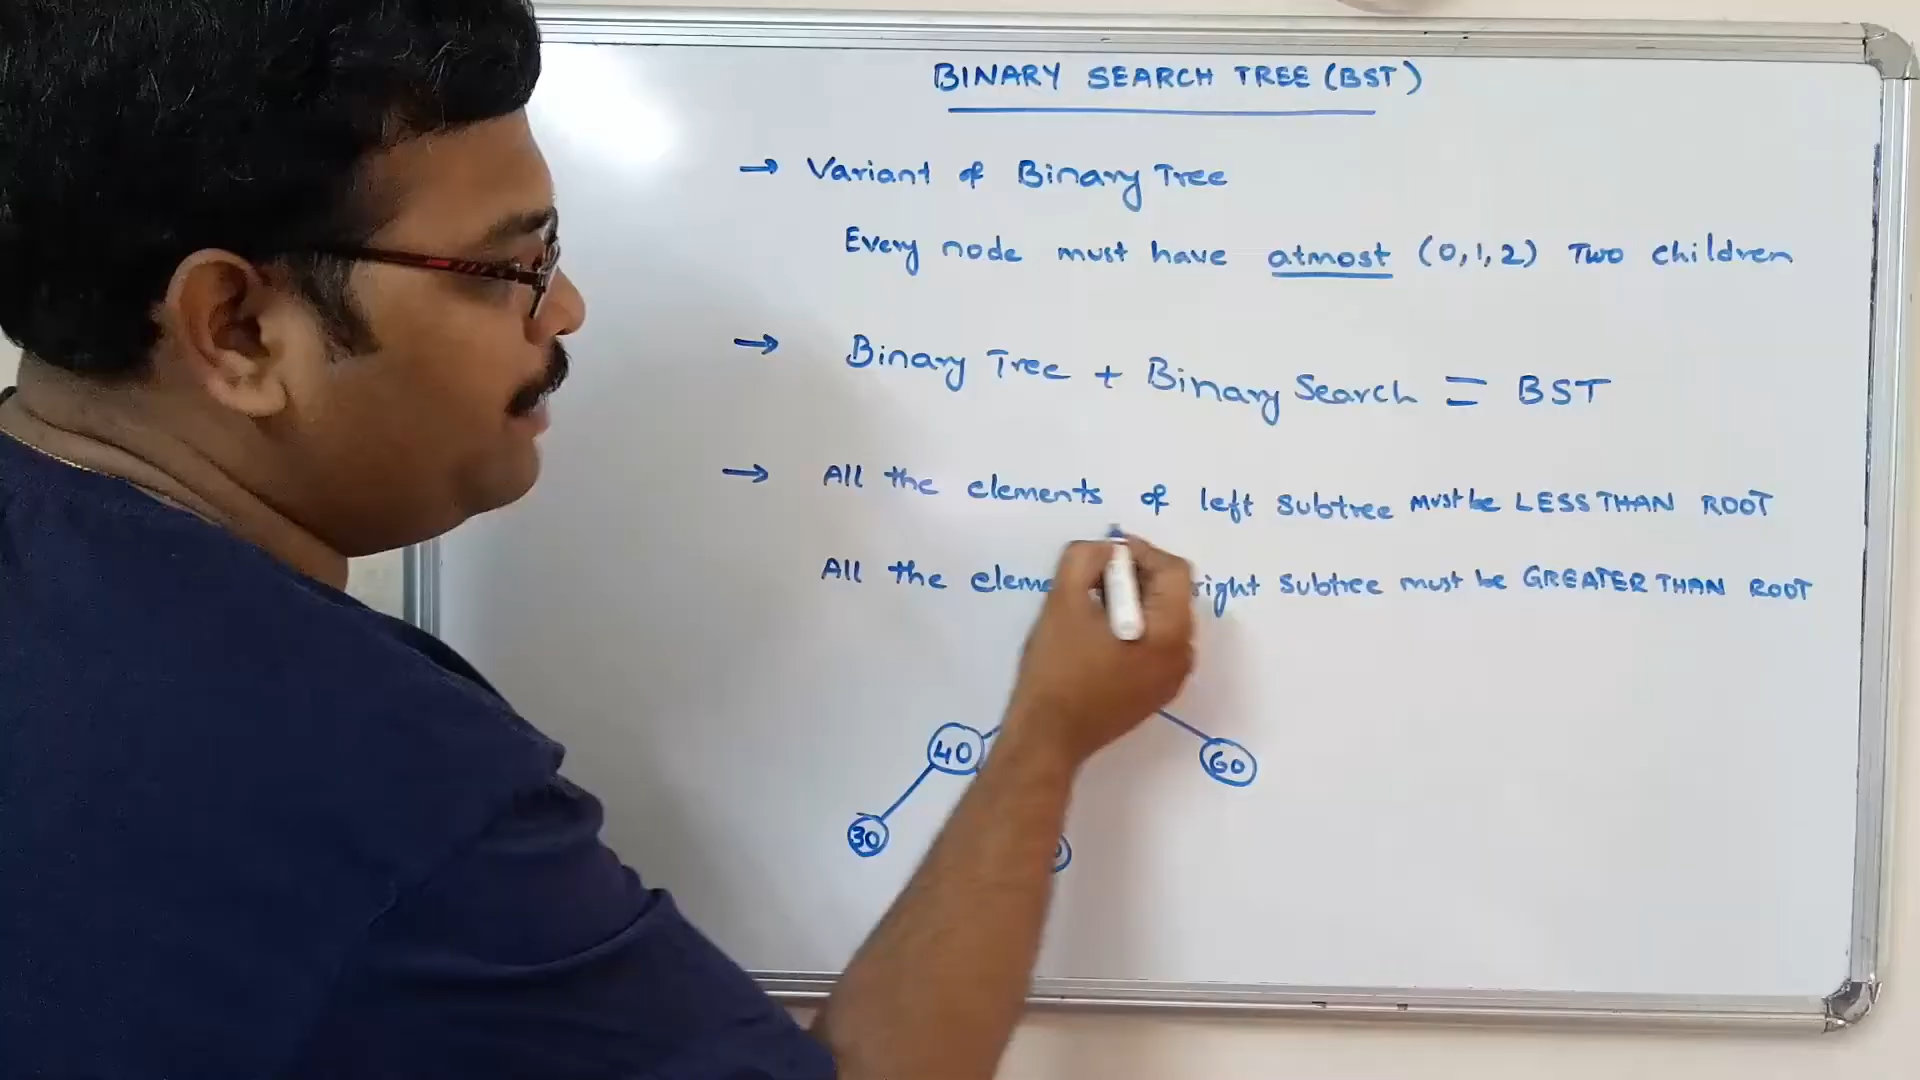 BINARY SEARCH TREE (BST)
→ Variant of Binary Tree
Every node must have atmost (0,1,2) Two children
→ Binary Tree + Binary Search = BST
→ All the elements of left subtree must be LESS THAN ROOT
All the right subtree must be GREATER THAN ROOT
40
60
30